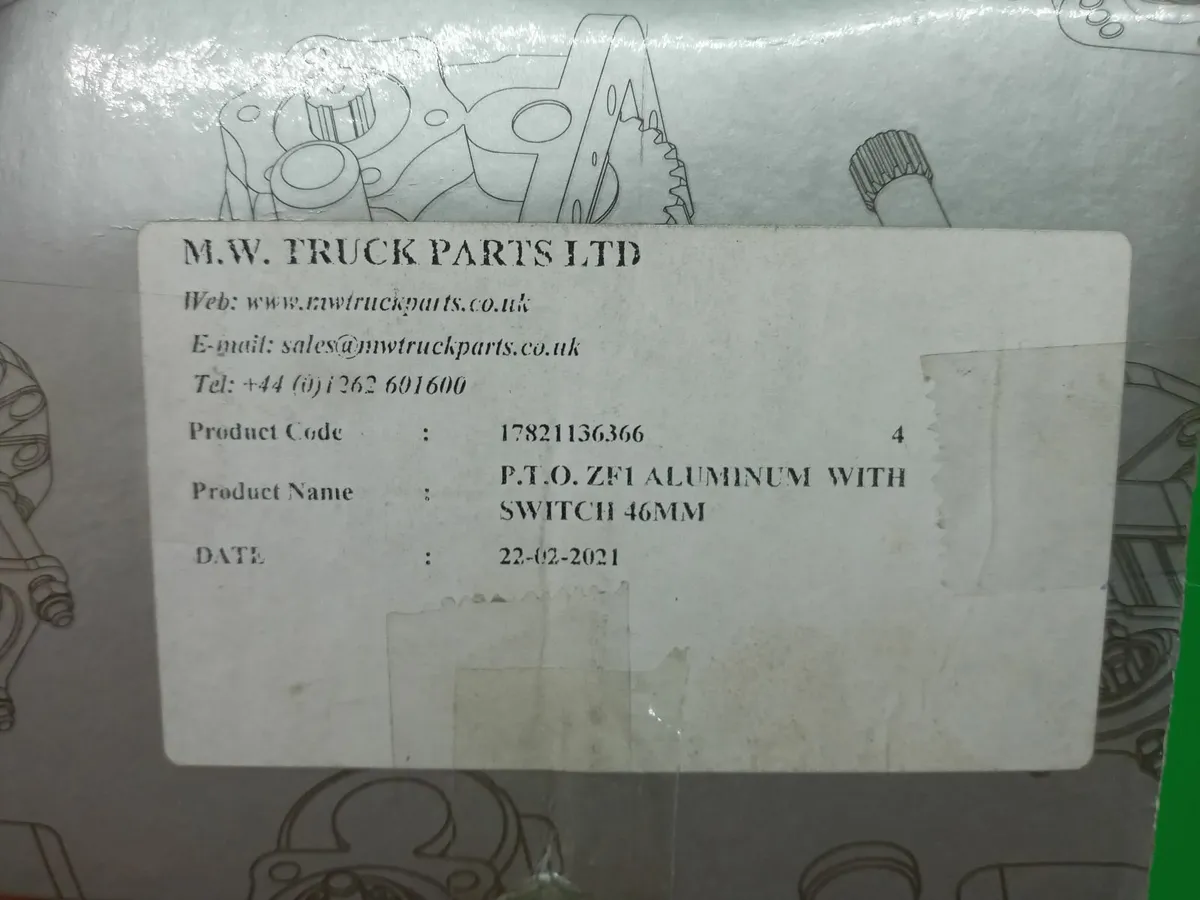 M.W. TRUCK PARTS LTD
Web: www.mwtruckparts.co.uk
E-mail: sales@mwtruckparts.co.uk
Tel: +44 (0)1262 601600
Product Code : 17821136366 4
Product Name : P.T.O. ZF1 ALUMINUM WITH
SWITCH 46MM
DATE : 22-02-2021